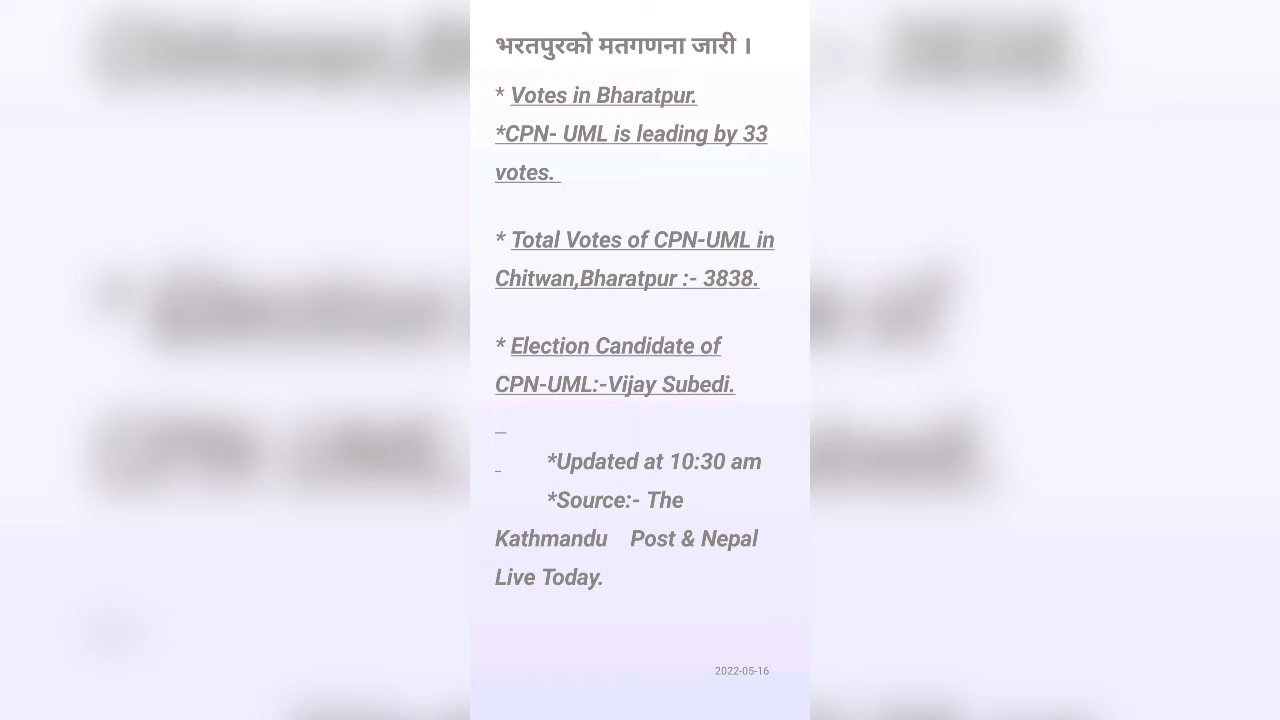 भरतपुरको मतगणना जारी ।
* Votes in Bharatpur.
*CPN- UML is leading by 33
votes.
* Total Votes of CPN-UML in
Chitwan,Bharatpur :- 3838.
* Election Candidate of
CPN-UML:-Vijay Subedi.
*Updated at 10:30 am
*Source:- The
Kathmandu Post & Nepal
Live Today.
2022-05-16